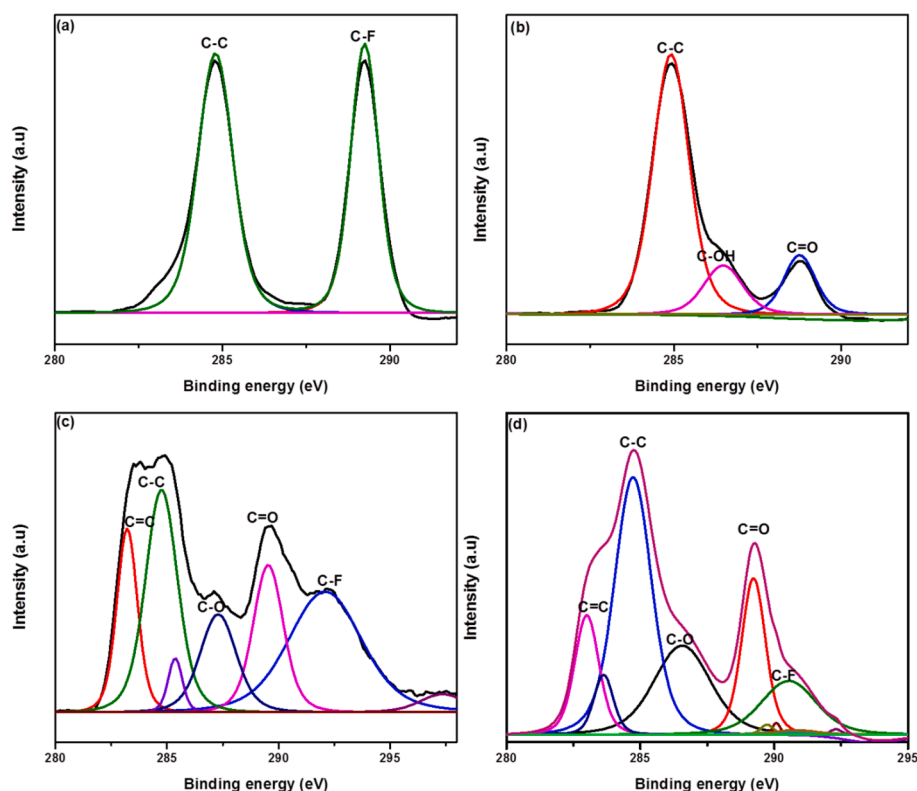 (a)
C-C
C-F
Intensity (a.u)
280
285
290
Binding energy (eV)
(b)
C-C
C-OH
C=O
Intensity (a.u)
280
285
290
Binding energy (eV)
(c)
C-C
C=C
C=O
C-O
C-F
Intensity (a.u)
280
285
290
295
Binding energy (eV)
(d)
C-C
C=O
C=C
C-O
C-F
Intensity (a.u)
280
285
290
295
Binding energy (eV)